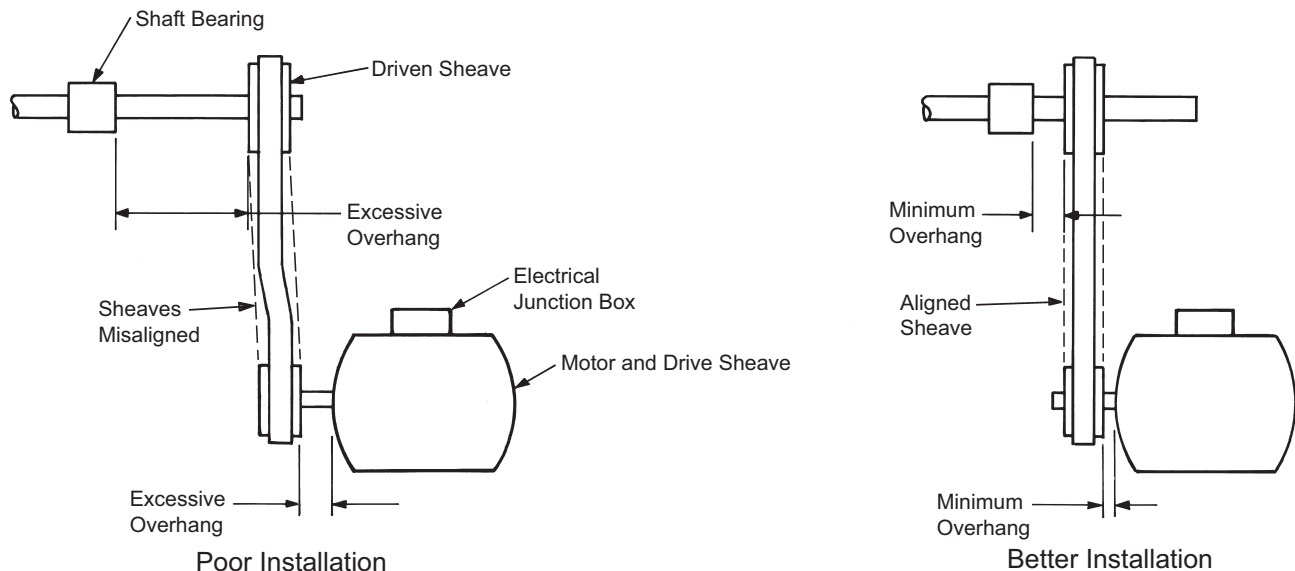 Shaft Bearing
Driven Sheave
Excessive
Overhang
Electrical
Junction Box
Sheaves
Misaligned
Motor and Drive Sheave
Excessive
Overhang
Poor Installation
Minimum
Overhang
Aligned
Sheave
Minimum
Overhang
Better Installation